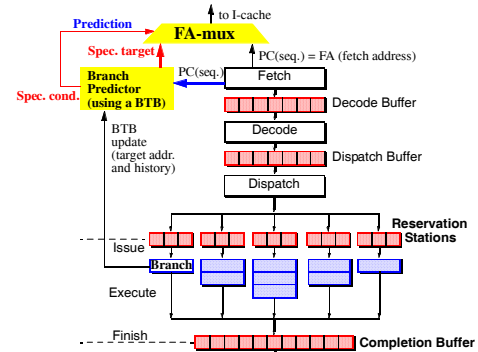 to I-cache
Prediction
FA-mux
Spec. target
PC(seq.) = FA (fetch address)
PC(seq.)
Fetch
Branch
Predictor
(using a BTB)
Spec. cond.
Decode Buffer
BTB
update
(target addr.
and history)
Decode
Dispatch Buffer
Dispatch
Reservation
Stations
Issue
Branch
Execute
Finish
Completion Buffer